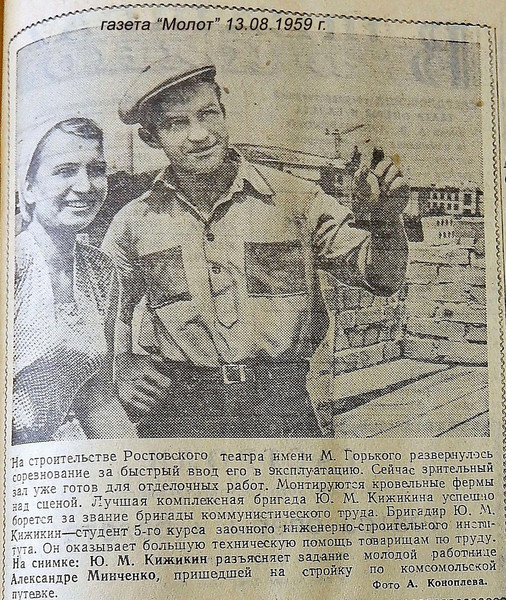 газета “Молот” 13.08.1959 г.
На строительстве Ростовского театра имени М. Горького развернулось
соревнование за быстрый ввод его в эксплуатацию. Сейчас зрительный
зал уже готов для отделочных работ. Монтируются кровельные фермы
над сценой. Лучшая комплексная бригада Ю. М. Кижикина успешно
борется за звание бригады коммунистического труда. Бригадир Ю. М.
Кижикин—студент 5-го курса заочного инженерно-строительного инсти-
тута. Он оказывает большую техническую помощь товарищам по труду.
На снимке: Ю. М. Кижикин разъясняет задание молодой работнице
Александре Минченко, пришедшей на стройку по комсомольской
путевке.
Фото А. Коноплева.